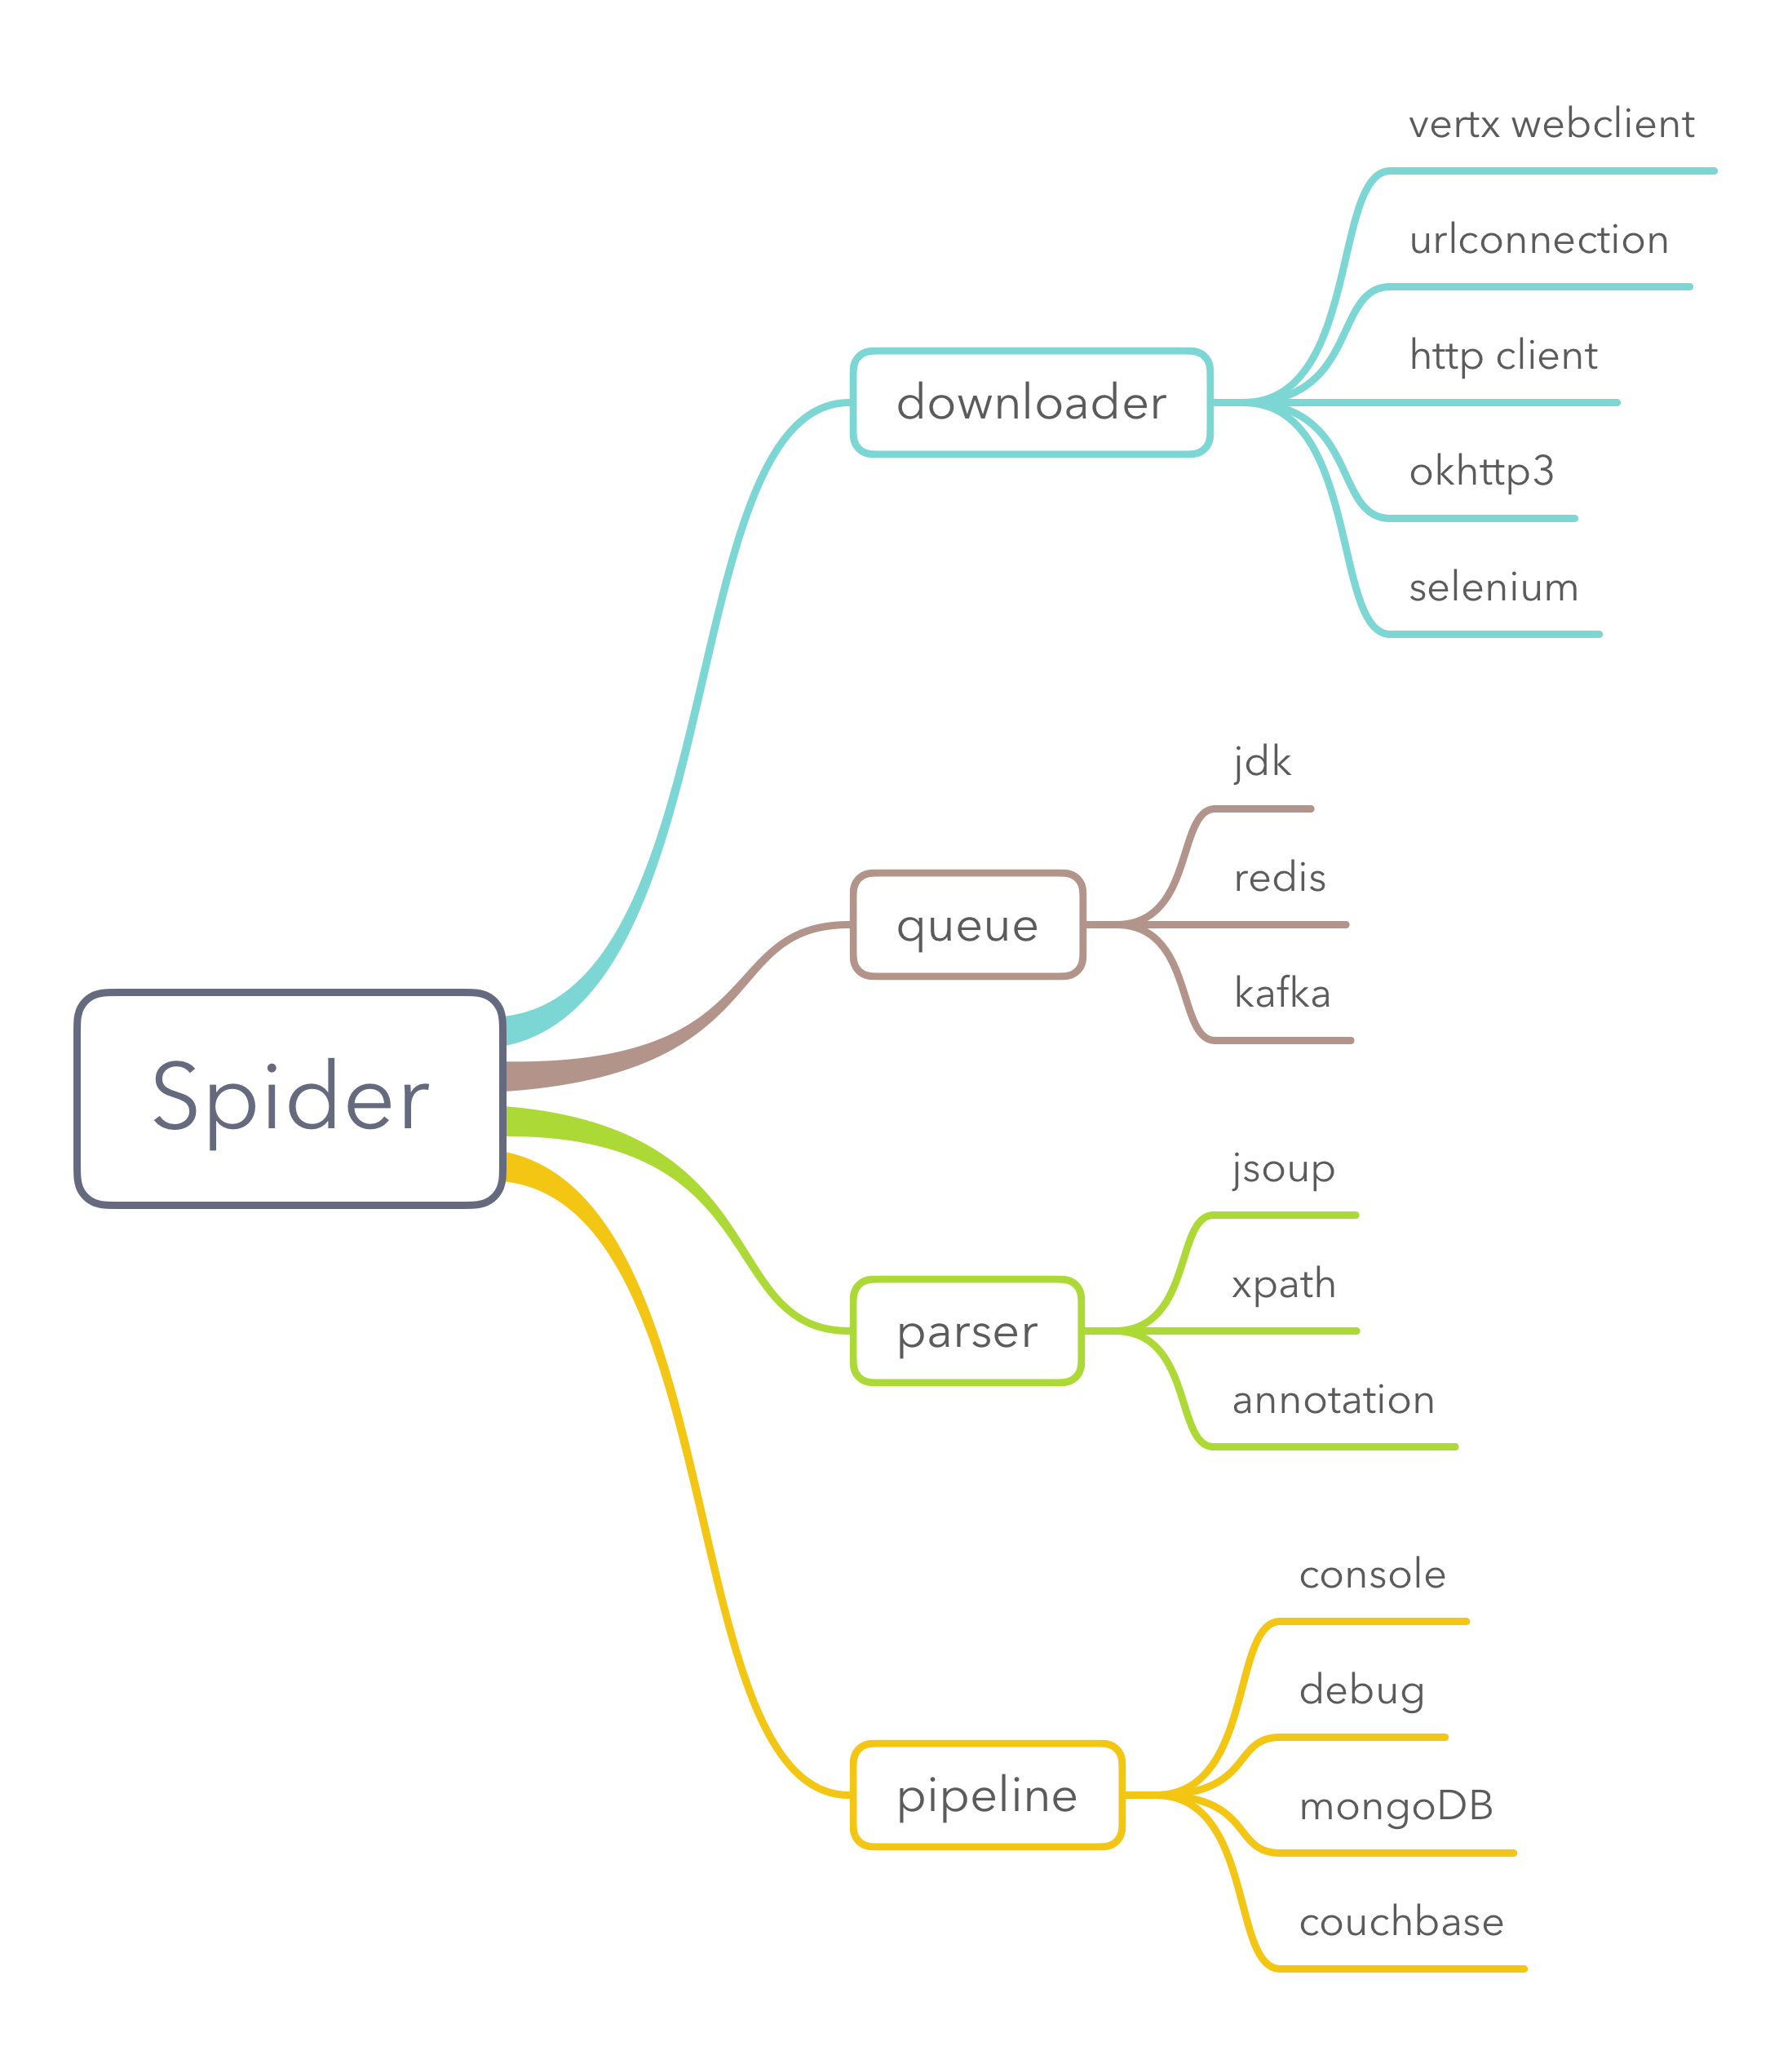 Spider
downloader
vertx webclient
urlconnection
http client
okhttp3
selenium
queue
jdk
redis
kafka
parser
jsoup
xpath
annotation
pipeline
console
debug
mongoDB
couchbase